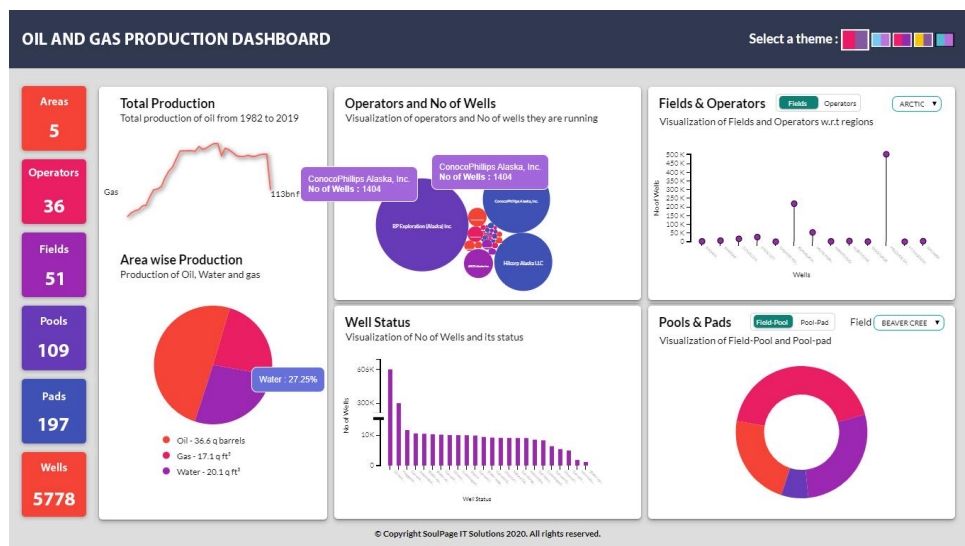 OIL AND GAS PRODUCTION DASHBOARD
Select a theme :
Areas
5
Operators
36
Fields
51
Pools
109
Pads
197
Wells
5778
Total Production
Total production of oil from 1982 to 2019
Gas
113bn f
Area wise Production
Production of Oil, Water and gas
Water : 27.25%
Oil - 36.6 q barrels
Gas - 17.1 q ft³
Water - 20.1 q ft³
Operators and No of Wells
Visualization of operators and No of wells they are running
ConocoPhillips Alaska, Inc.
No of Wells : 1404
ConocoPhillips Alaska, Inc.
No of Wells : 1404
ConocoPhillips Alaska, Inc.
BP Exploration (Alaska) Inc.
Hilcorp Alaska LLC
Well Status
Visualization of No of Wells and its status
606K
300K
10K
0
No of Wells
Well Status
Fields & Operators
Fields
Operators
ARCTIC
Visualization of Fields and Operators w.r.t regions
500 K
450 K
400 K
350 K
300 K
250 K
200 K
150 K
100 K
50 K
0
No of Wells
Wells
Pools & Pads
Field-Pool
Pool-Pad
Field
BEAVER CREE
Visualization of Field-Pool and Pool-pad
© Copyright SoulPage IT Solutions 2020. All rights reserved.